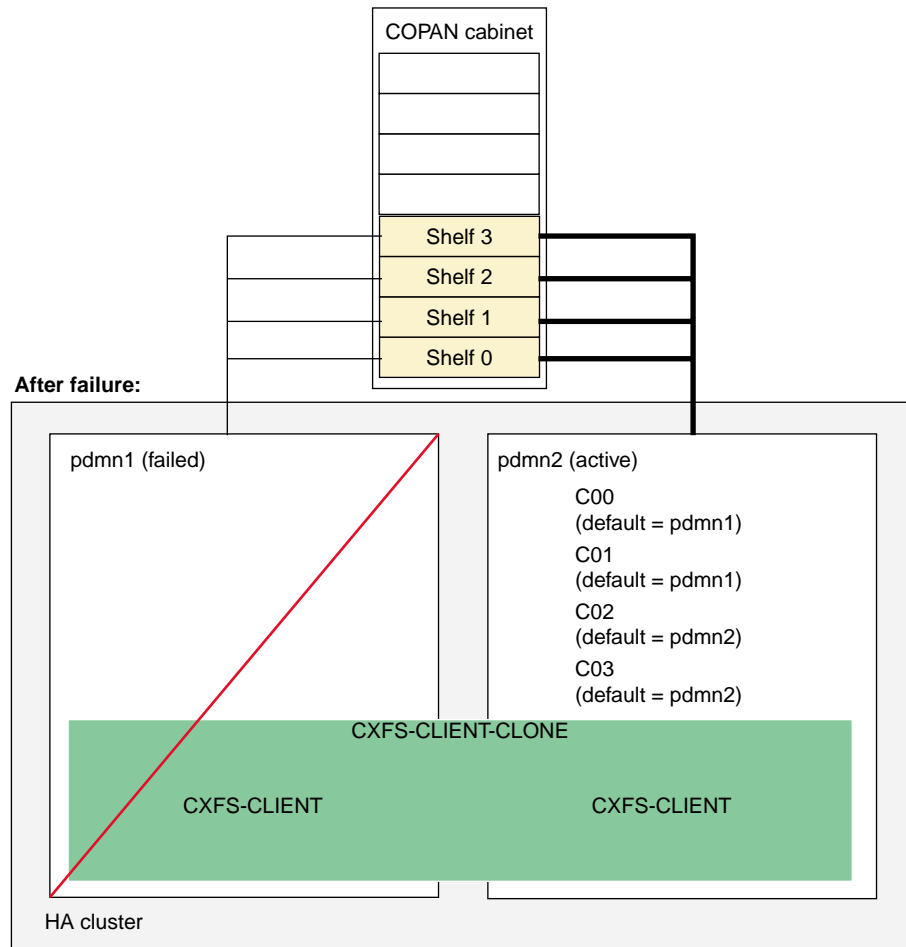 COPAN cabinet
Shelf 3
Shelf 2
Shelf 1
Shelf 0
After failure:
pdmn1 (failed)
pdmn2 (active)
C00
(default = pdmn1)
C01
(default = pdmn1)
C02
(default = pdmn2)
C03
(default = pdmn2)
CXFS-CLIENT-CLONE
CXFS-CLIENT
CXFS-CLIENT
HA cluster